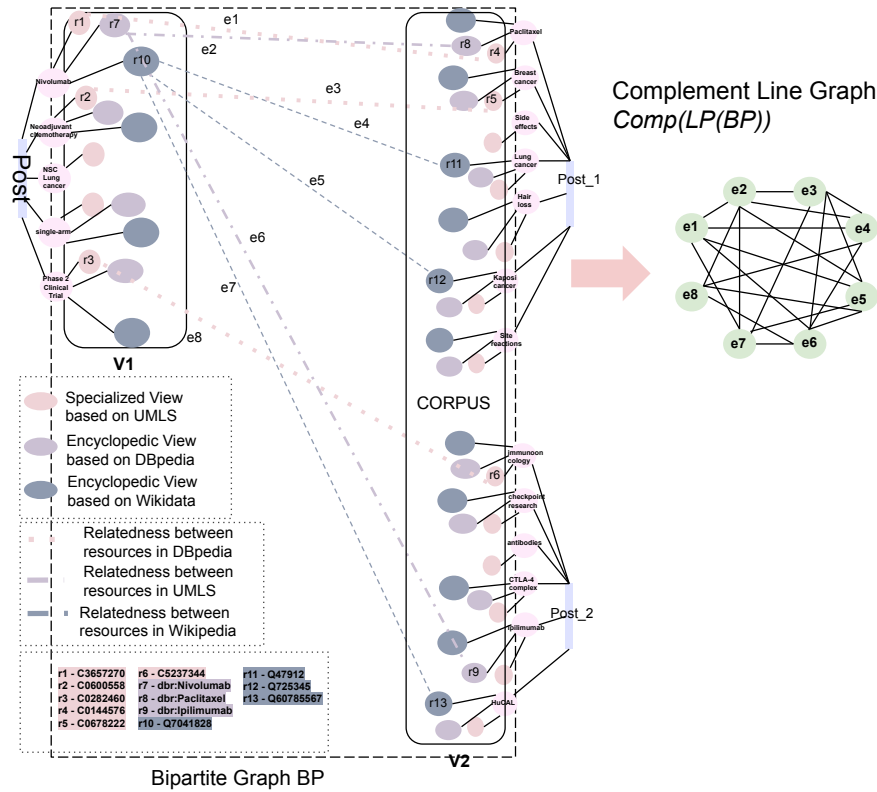 r1
r7
e1
e2
r10
Nivolumab
r2
e3
Neoadjuvant
chemotherapy
e4
Post
NSC
Lung
cancer
e5
single-arm
e6
r3
Phase 2
Clinical
Trial
e7
e8
V1
r8
r4
Paclitaxel
Breast
cancer
r5
Side
effects
r11
Lung
cancer
Hair
loss
Post_1
r12
Kaposi
cancer
Site
reactions
CORPUS
immunoon
cology
r6
checkpoint
research
antibodies
CTLA-4
complex
Post_2
Ipilimumab
r9
r13
HuCAL
V2
Complement Line Graph
Comp(LP(BP))
e2
e3
e1
e4
e8
e5
e7
e6
Specialized View
based on UMLS
Encyclopedic View
based on DBpedia
Encyclopedic View
based on Wikidata
Relatedness between
resources in DBpedia
Relatedness between
resources in UMLS
Relatedness between
resources in Wikipedia
r1 - C3657270
r2 - C0600558
r3 - C0282460
r4 - C0144576
r5 - C0678222
r6 - C5237344
r7 - dbr:Nivolumab
r8 - dbr:Paclitaxel
r9 - dbr:Ipilimumab
r10 - Q7041828
r11 - Q47912
r12 - Q725345
r13 - Q60785567
Bipartite Graph BP